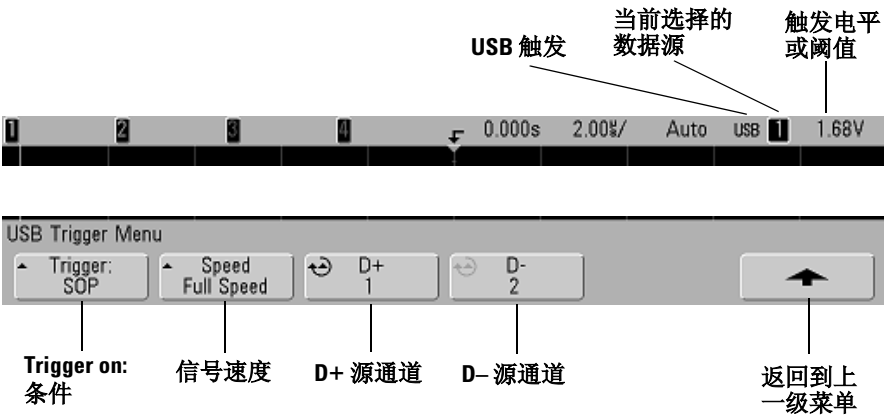 USB 触发
当前选择的
数据源
触发电平
或阈值
1 2 3 4 0.000s 2.00㎲/ Auto USB 1 1.68V
USB Trigger Menu
Trigger:
SOP
Speed
Full Speed
D+
1
D-
2
Trigger on:
条件
信号速度
D+ 源通道
D– 源通道
返回到上
一级菜单